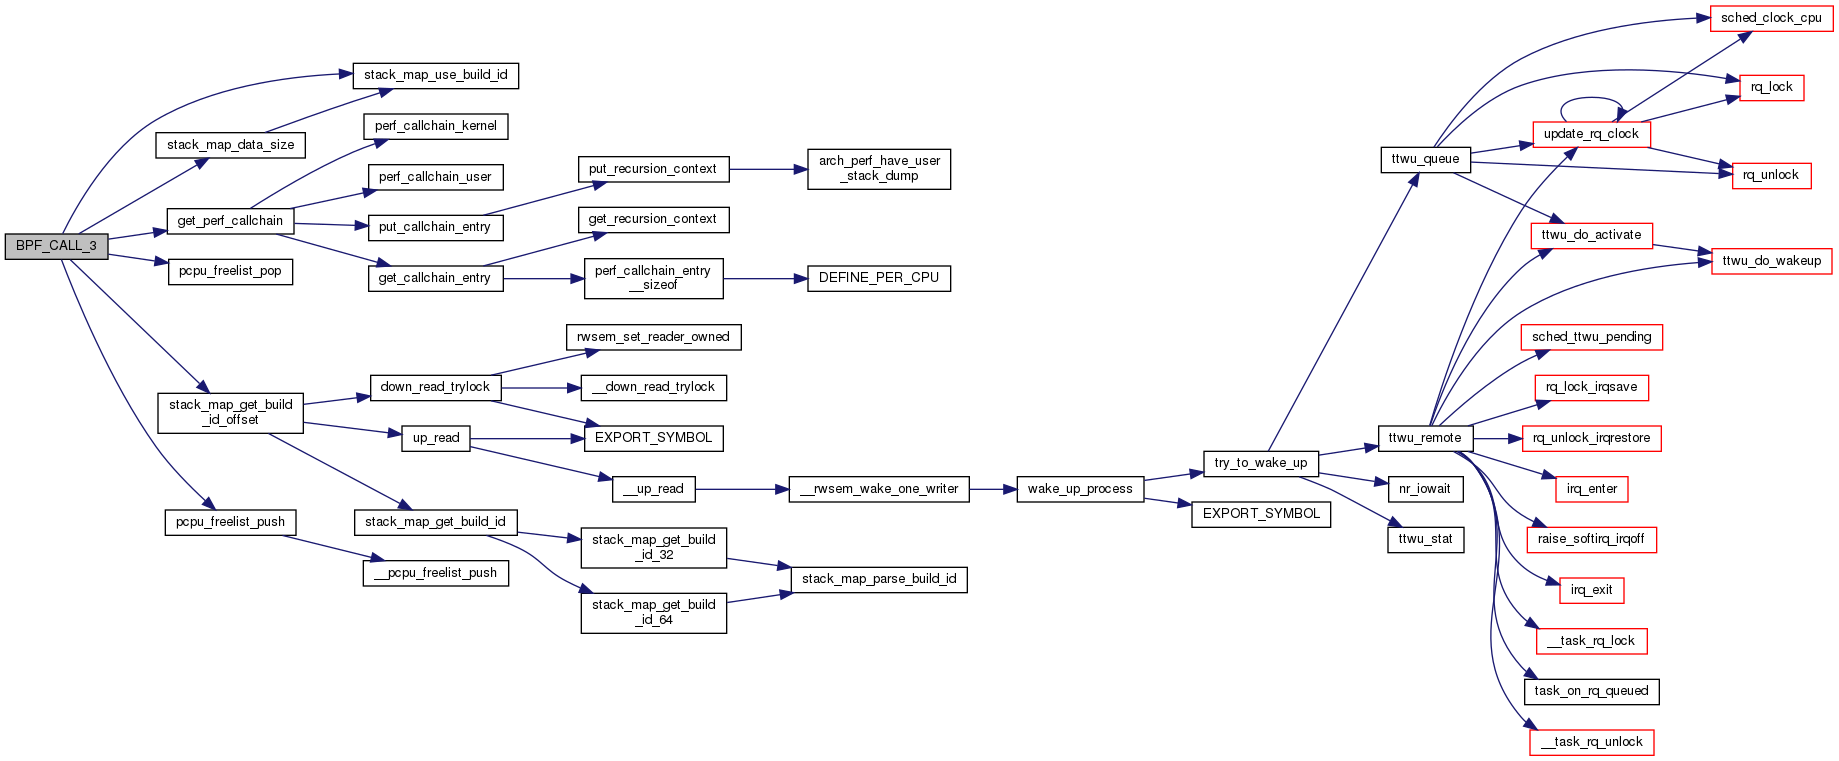 BPF_CALL_3
stack_map_use_build_id
stack_map_data_size
get_perf_callchain
pcpu_freelist_pop
stack_map_get_build
_id_offset
pcpu_freelist_push
perf_callchain_kernel
perf_callchain_user
put_callchain_entry
get_callchain_entry
down_read_trylock
up_read
stack_map_get_build_id
__pcpu_freelist_push
put_recursion_context
get_recursion_context
perf_callchain_entry
__sizeof
rwsem_set_reader_owned
__down_read_trylock
EXPORT_SYMBOL
__up_read
stack_map_get_build
_id_32
stack_map_get_build
_id_64
arch_perf_have_user
_stack_dump
DEFINE_PER_CPU
__rwsem_wake_one_writer
stack_map_parse_build_id
wake_up_process
try_to_wake_up
EXPORT_SYMBOL
ttwu_queue
ttwu_remote
nr_iowait
ttwu_stat
sched_clock_cpu
rq_lock
update_rq_clock
rq_unlock
ttwu_do_activate
ttwu_do_wakeup
sched_ttwu_pending
rq_lock_irqsave
rq_unlock_irqrestore
irq_enter
raise_softirq_irqoff
irq_exit
__task_rq_lock
task_on_rq_queued
__task_rq_unlock